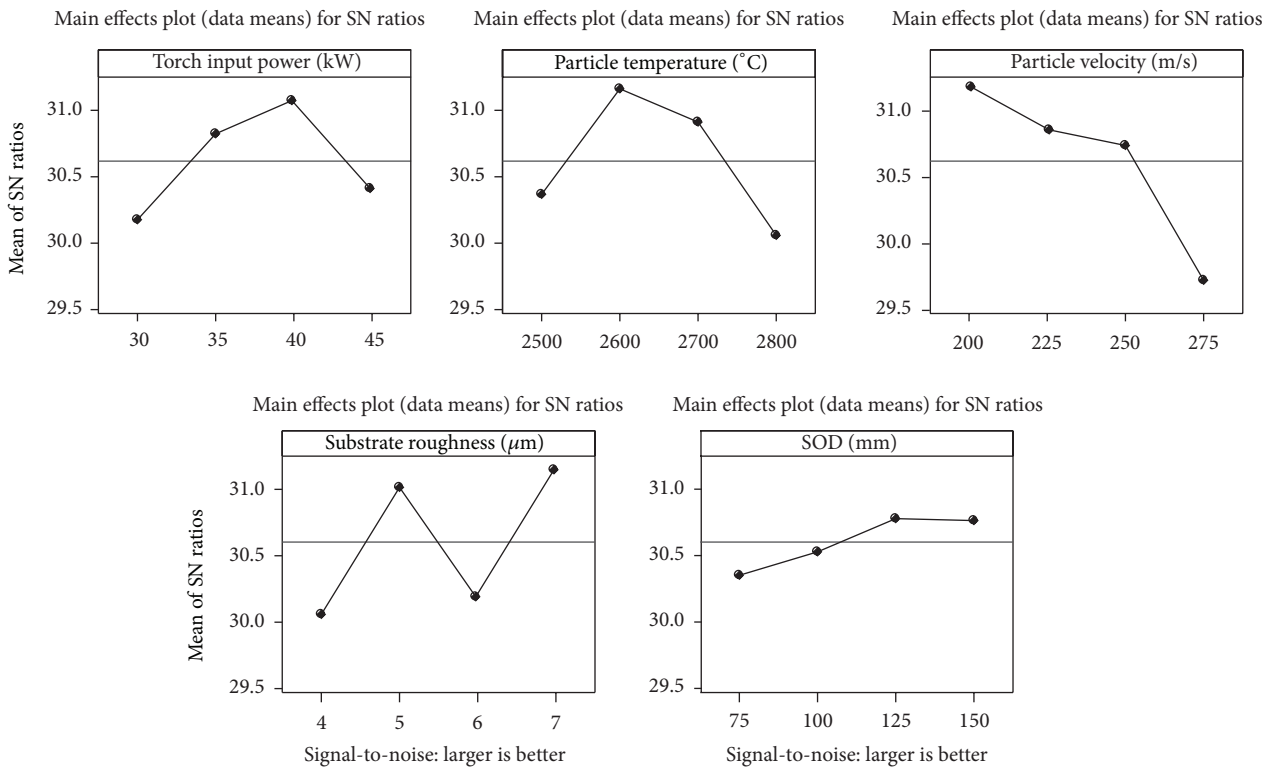 Main effects plot (data means) for SN ratios
Torch input power (kW)
Mean of SN ratios
31.0
30.5
30.0
29.5
30 35 40 45
Main effects plot (data means) for SN ratios
Particle temperature (˚C)
31.0
30.5
30.0
29.5
2500 2600 2700 2800
Main effects plot (data means) for SN ratios
Particle velocity (m/s)
31.0
30.5
30.0
29.5
200 225 250 275
Main effects plot (data means) for SN ratios
Substrate roughness (μm)
Mean of SN ratios
31.0
30.5
30.0
29.5
4 5 6 7
Signal-to-noise: larger is better
Main effects plot (data means) for SN ratios
SOD (mm)
31.0
30.5
30.0
29.5
75 100 125 150
Signal-to-noise: larger is better